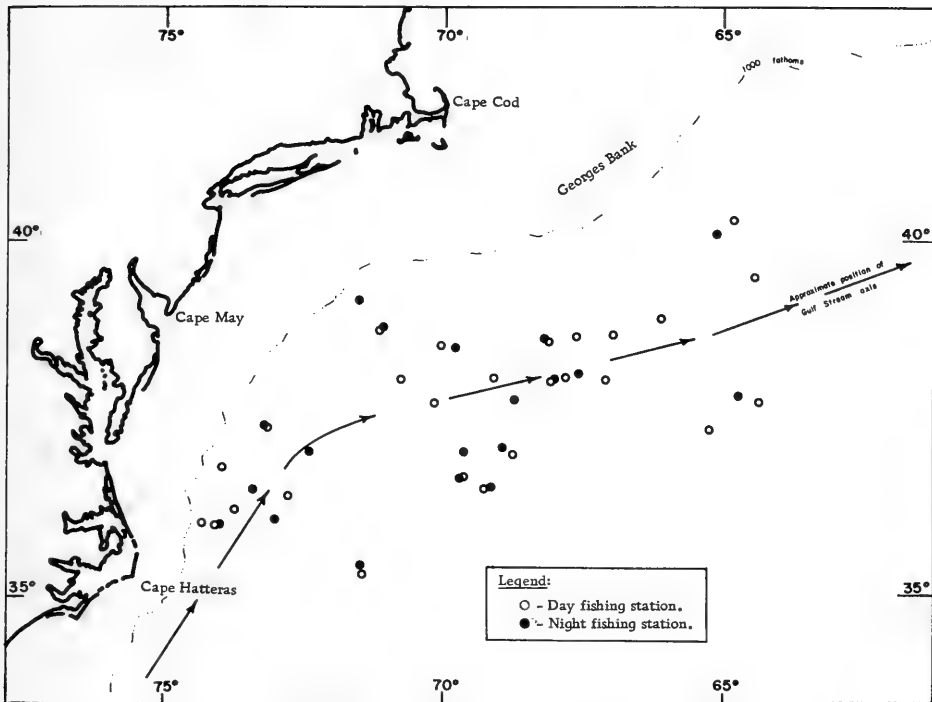 75° 70° 65°
1000 fathoms
Cape Cod
Georges Bank
40° 40°
Approximate position of
Gulf Stream axis
Cape May
Cape Hatteras
35° 35°
Legend:
○ - Day fishing station.
● - Night fishing station.
75° 70° 65°